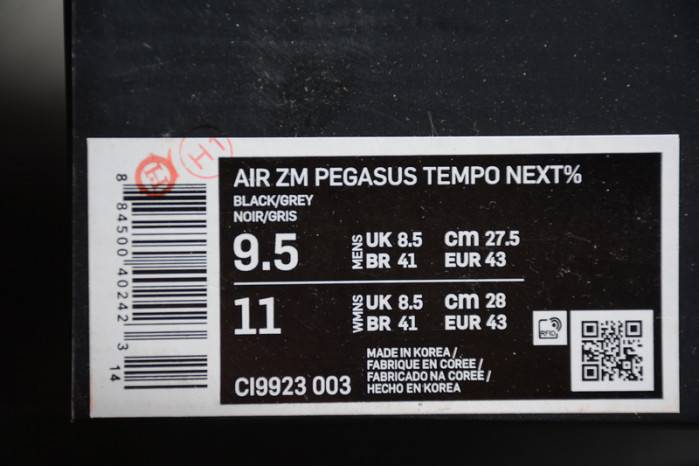 H1
H
AIR ZM PEGASUS TEMPO NEXT%
BLACK/GREY
NOIR/GRIS
9.5 MENS UK 8.5 cm 27.5
BR 41 EUR 43
11 WMNS UK 8.5 cm 28
BR 41 EUR 43
RFID
MADE IN KOREA /
FABRIQUE EN COREE /
FABRICADO NA COREE /
HECHO EN KOREA
CI9923 003
8 84500 40242 3 14